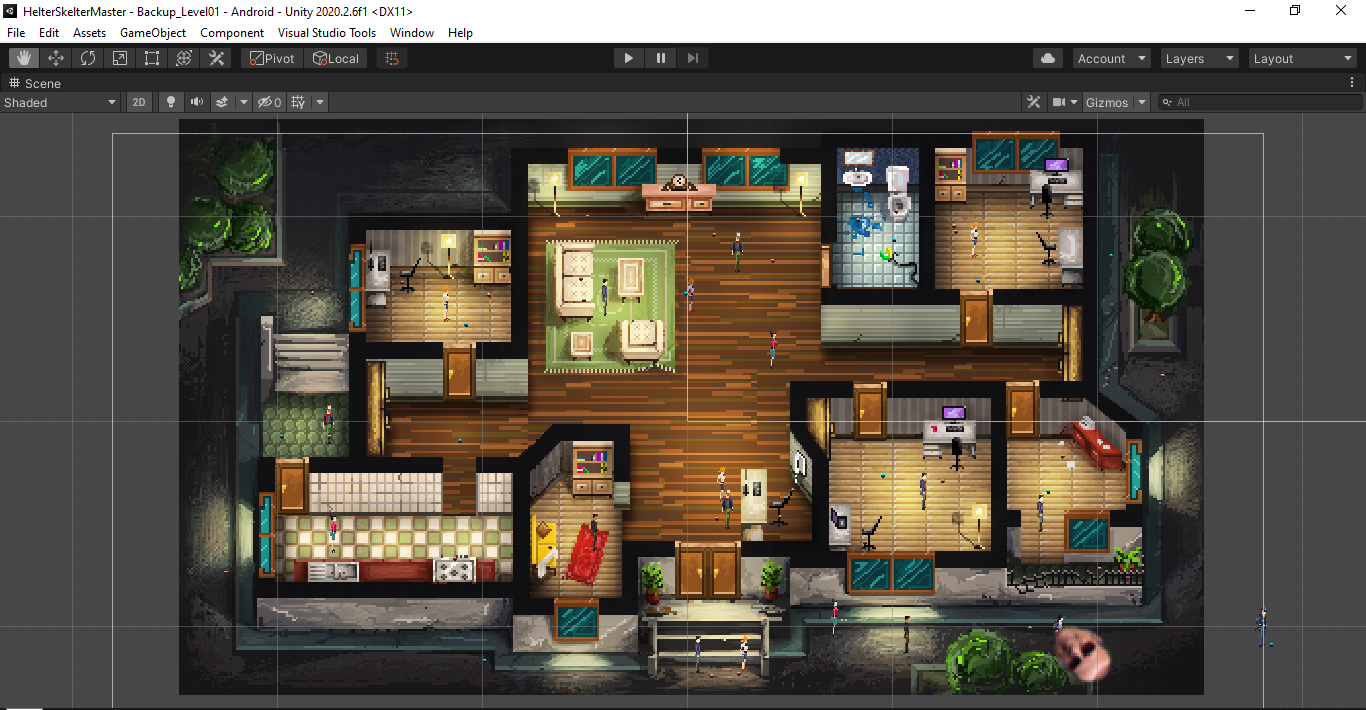 HelterSkelterMaster - Backup_Level01 - Android - Unity 2020.2.6f1 <DX11>
File Edit Assets GameObject Component Visual Studio Tools Window Help
Pivot Local Account Layers Layout
Scene
Shaded 2D 0 Gizmos All